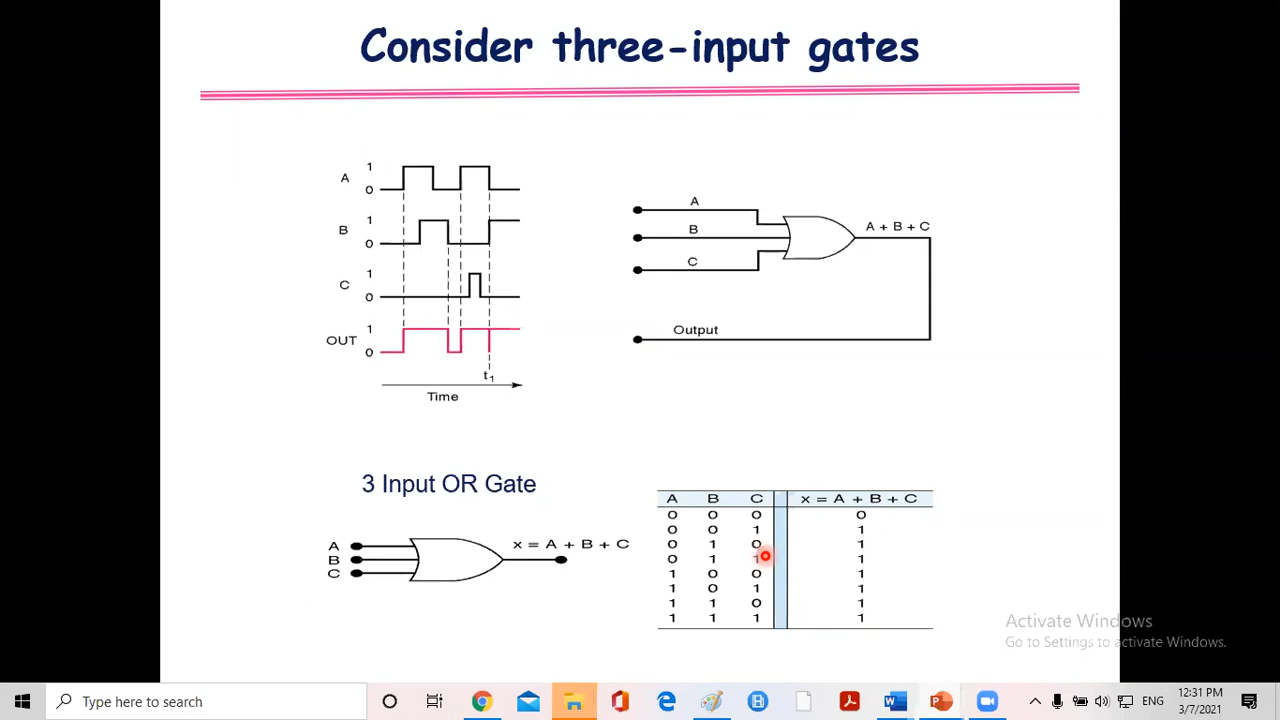 Consider three-input gates
A 1
0
B 1
0
C 1
0
OUT 1
0
t1
Time
A
B
C
A + B + C
Output
3 Input OR Gate
A
B
C
x = A + B + C
A B C x = A + B + C
0 0 0 0
0 0 1 1
0 1 0 1
0 1 1 1
1 0 0 1
1 0 1 1
1 1 0 1
1 1 1 1
Activate Windows
Go to Settings to activate Windows.
Type here to search
ENG
12:31 PM
3/7/2021